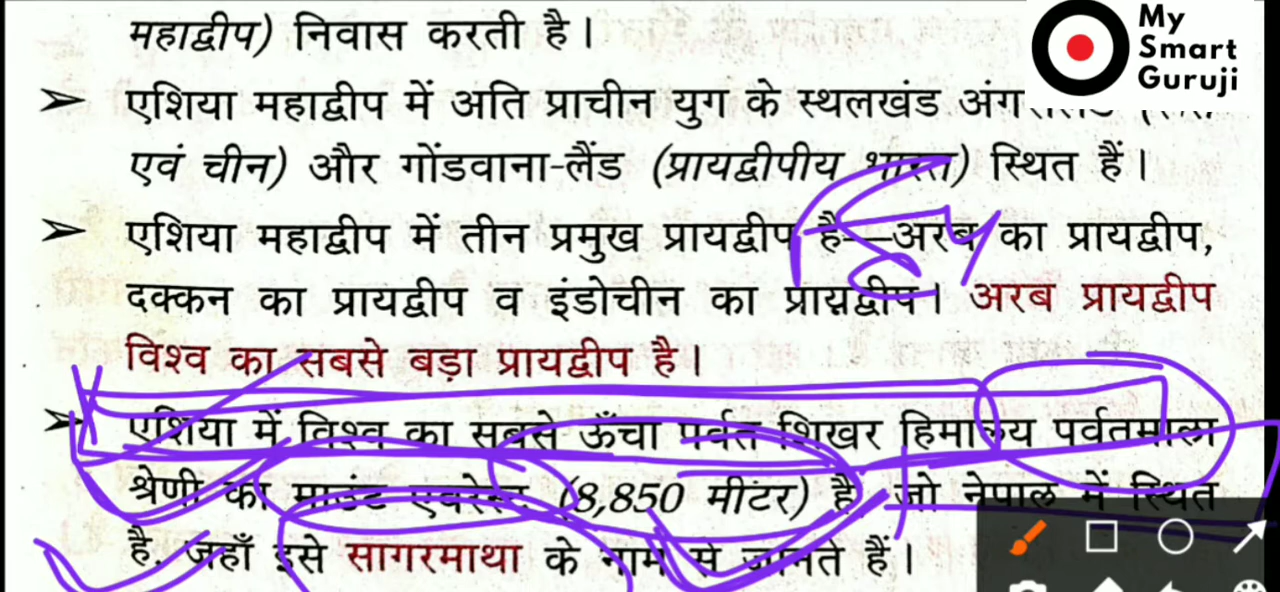 My
Smart
Guruji
महाद्वीप) निवास करती है।
➢ एशिया महाद्वीप में अति प्राचीन युग के स्थलखंड
एवं चीन) और गोंडवाना-लैंड (प्रायद्वीपीय भारत) स्थित हैं।
➢ एशिया महाद्वीप में तीन प्रमुख प्रायद्वीप है—अरब का प्रायद्वीप,
दक्कन का प्रायद्वीप व इंडोचीन का प्रायद्वीप। अरब प्रायद्वीप
विश्व का सबसे बड़ा प्रायद्वीप है।
➢ एशिया में विश्व का सबसे ऊँचा पर्वत शिखर हिमालय पर्वतमाला
श्रेणी का माउंट एवरेस्ट (8,850 मीटर) है, जो नेपाल में स्थित
है, जहाँ इसे सागरमाथा के नाम से जानते हैं।